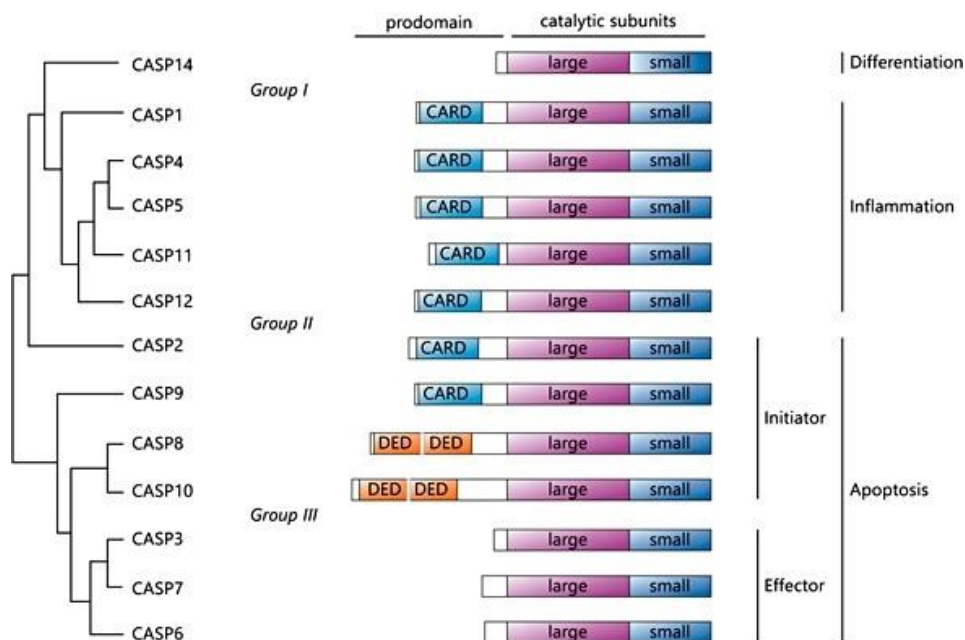 prodomain catalytic subunits
CASP14 large small Differentiation
Group I
CASP1 CARD large small
CASP4 CARD large small
CASP5 CARD large small Inflammation
CASP11 CARD large small
CASP12 CARD large small
Group II
CASP2 CARD large small
CASP9 CARD large small Initiator
CASP8 DED DED large small
CASP10 DED DED large small Apoptosis
Group III
CASP3 large small
CASP7 large small Effector
CASP6 large small